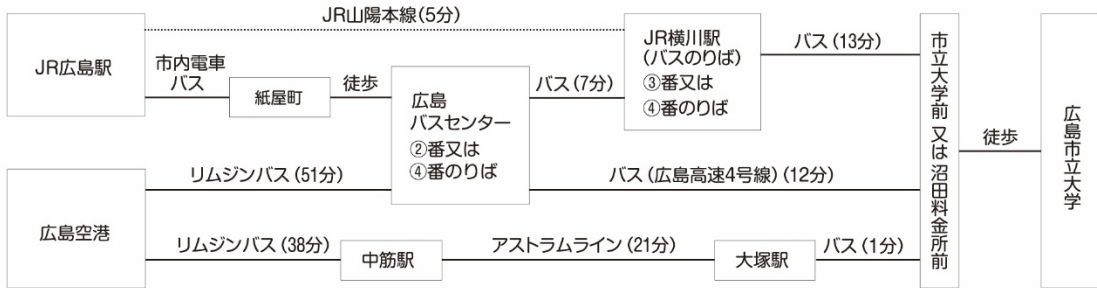 JR山陽本線(5分)
JR広島駅
市内電車
バス
紙屋町
徒歩
広島
バスセンター
②番又は
④番のりば
バス(7分)
JR横川駅
(バスのりば)
③番又は
④番のりば
バス(13分)
市立大学前 又は 沼田料金所前
徒歩
広島市立大学
広島空港
リムジンバス(51分)
バス(広島高速4号線)(12分)
リムジンバス(38分)
中筋駅
アストラムライン(21分)
大塚駅
バス(1分)